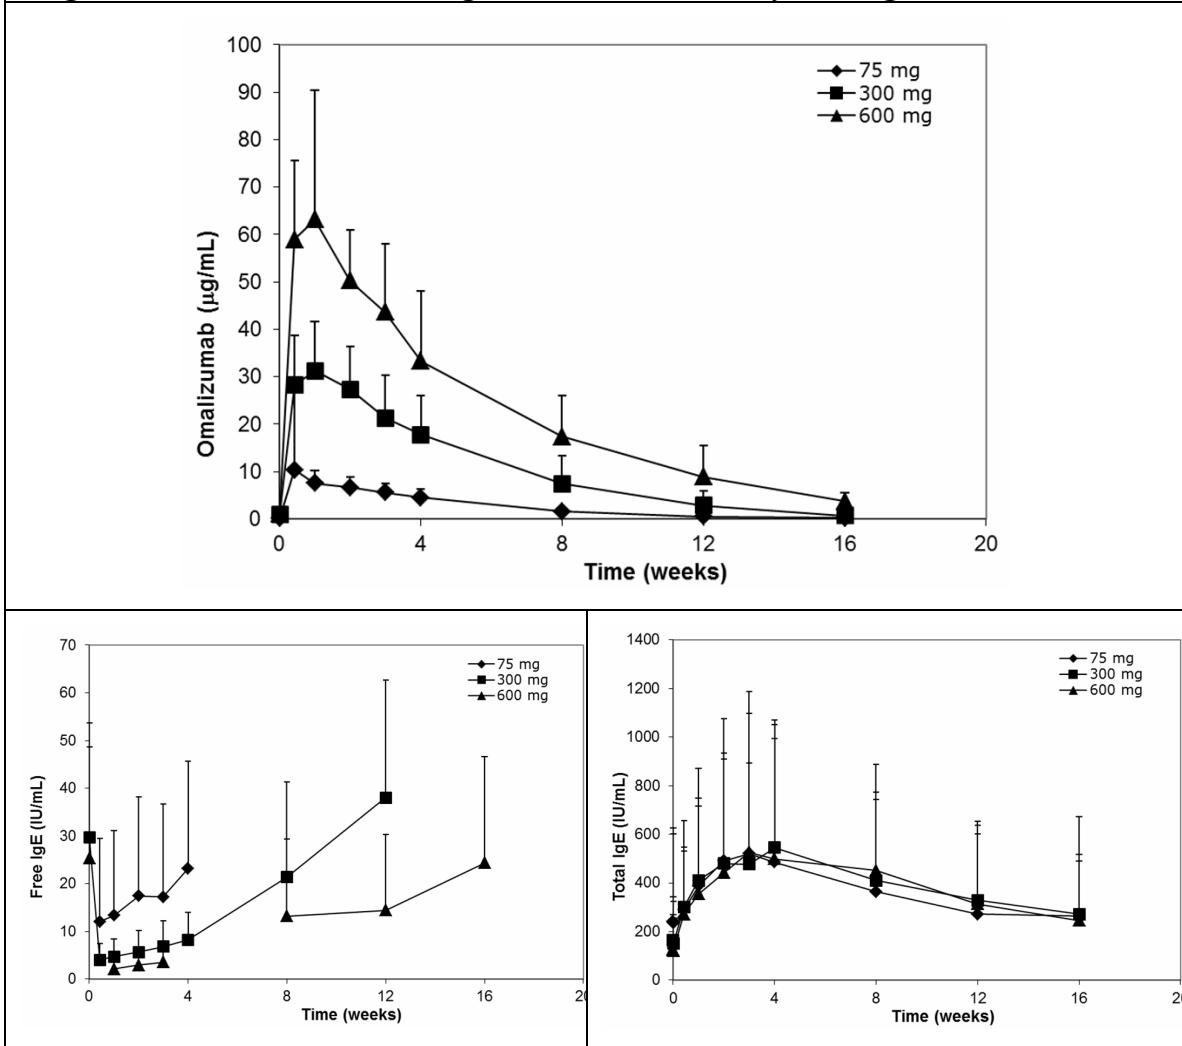 100
90
80
70
60
50
40
30
20
10
0
Omalizumab (µg/mL)
75 mg
300 mg
600 mg
0 4 8 12 16 20
Time (weeks)
70
60
50
40
30
20
10
0
Free IgE (IU/mL)
75 mg
300 mg
600 mg
0 4 8 12 16
Time (weeks)
1400
1200
1000
800
600
400
200
0
Total IgE (IU/mL)
75 mg
300 mg
600 mg
0 4 8 12 16
Time (weeks)